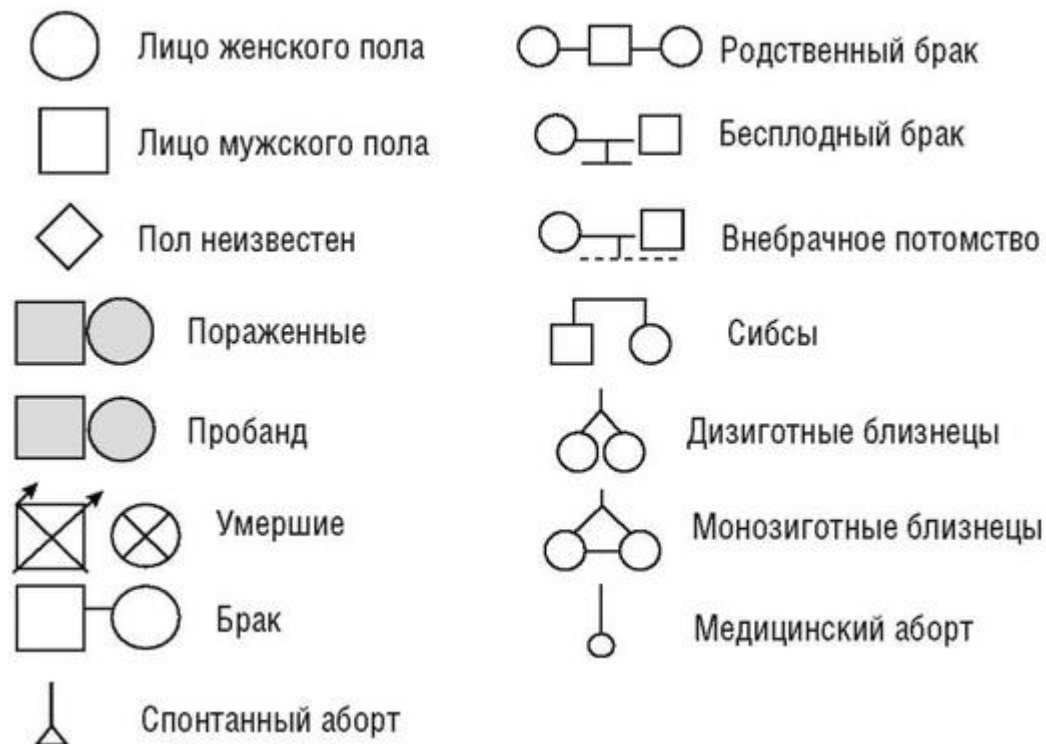 Лицо женского пола
Лицо мужского пола
Пол неизвестен
Пораженные
Пробанд
Умершие
Брак
Спонтанный аборт
Родственный брак
Бесплодный брак
Внебрачное потомство
Сибсы
Дизиготные близнецы
Монозиготные близнецы
Медицинский аборт